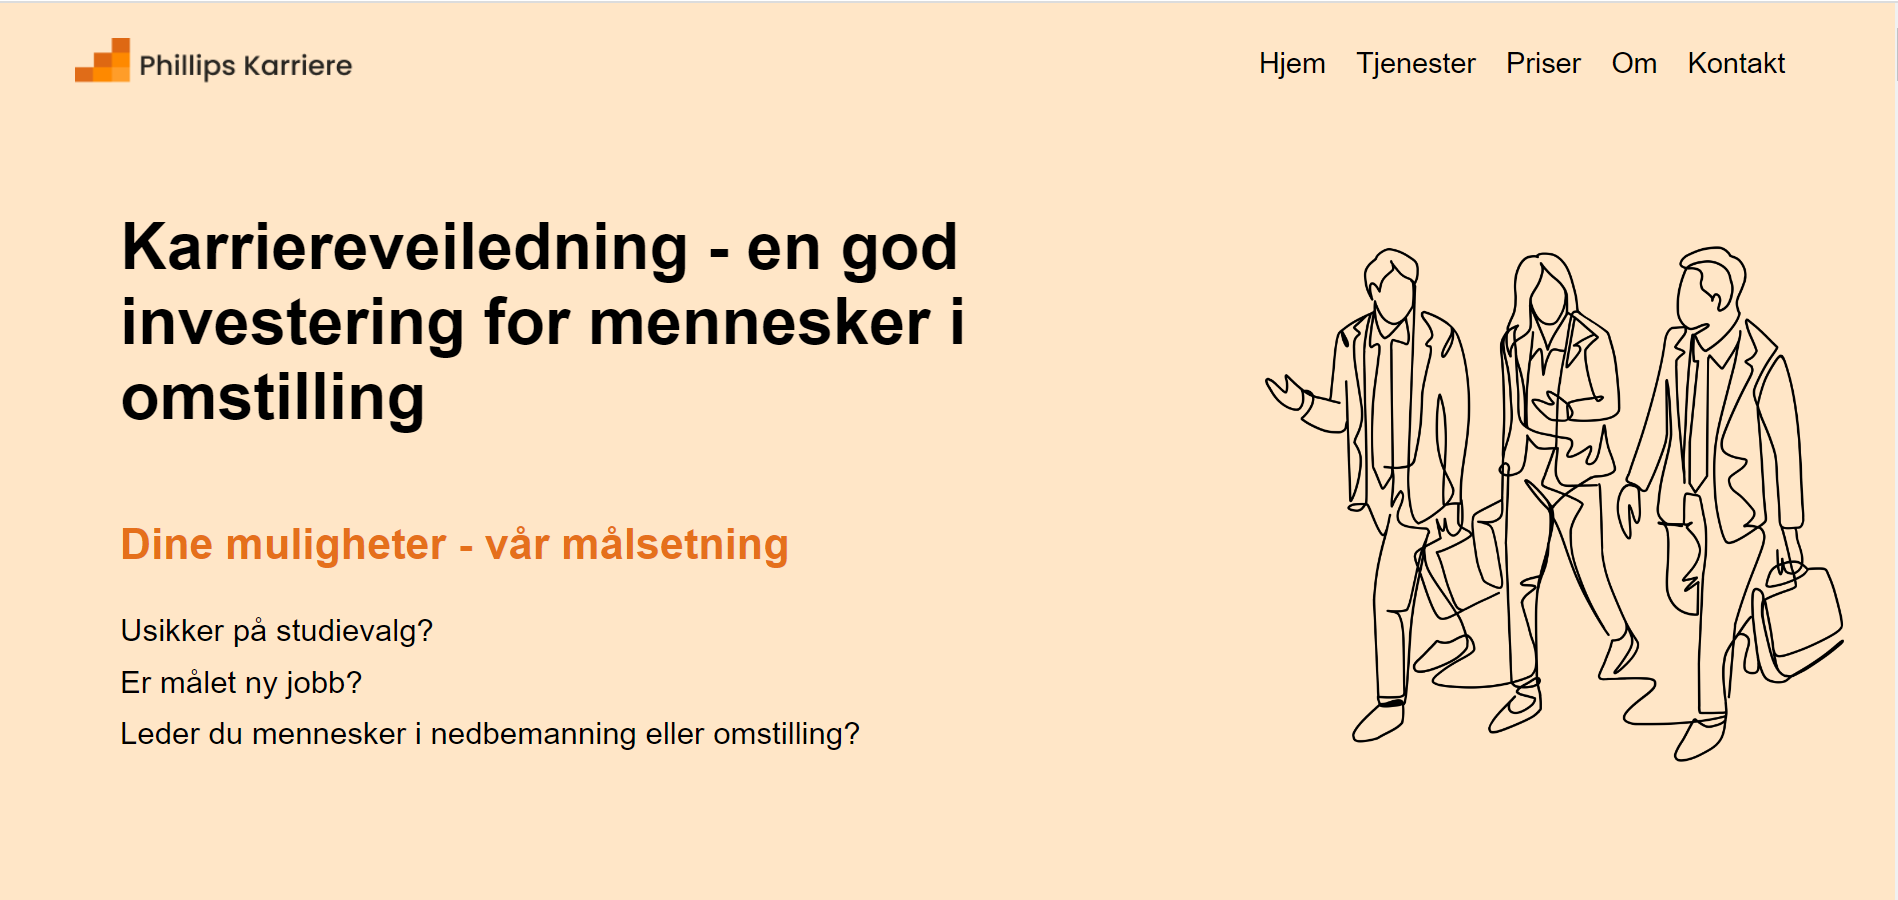 Phillips Karriere
Hjem Tjenester Priser Om Kontakt
Karriereveiledning - en god
investering for mennesker i
omstilling
Dine muligheter - vår målsetning
Usikker på studievalg?
Er målet ny jobb?
Leder du mennesker i nedbemanning eller omstilling?